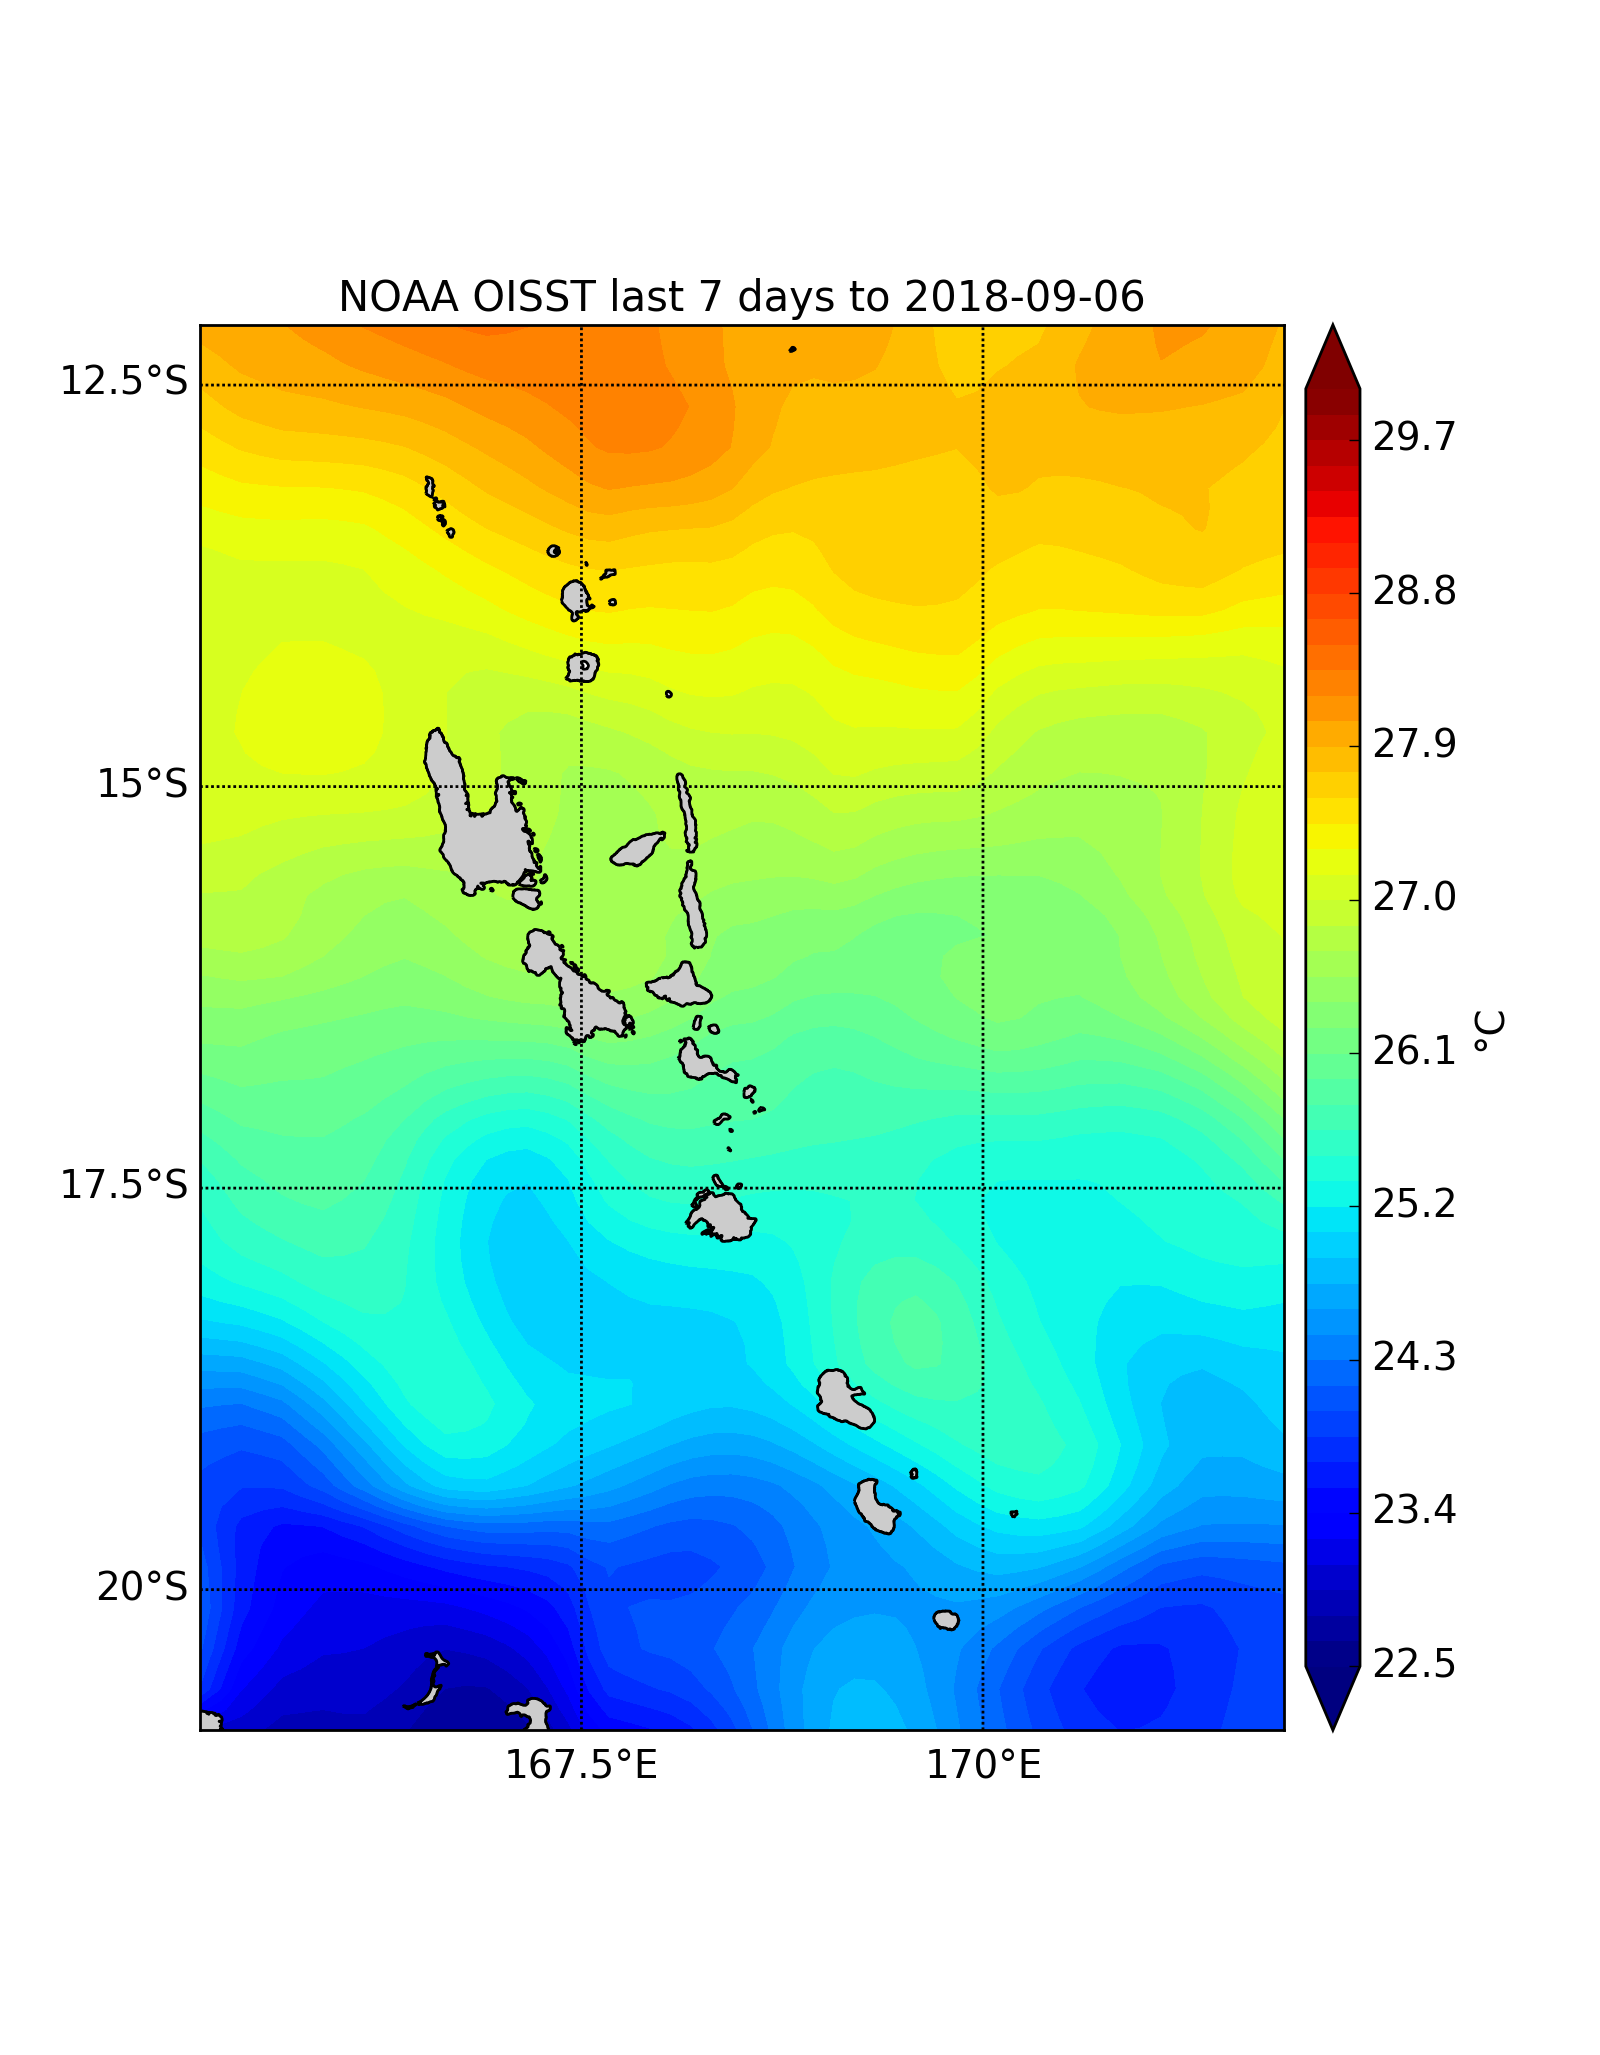 NOAA OISST last 7 days to 2018-09-06
12.5°S
15°S
17.5°S
20°S
167.5°E
170°E
29.7
28.8
27.9
27.0
26.1
25.2
24.3
23.4
22.5
°C